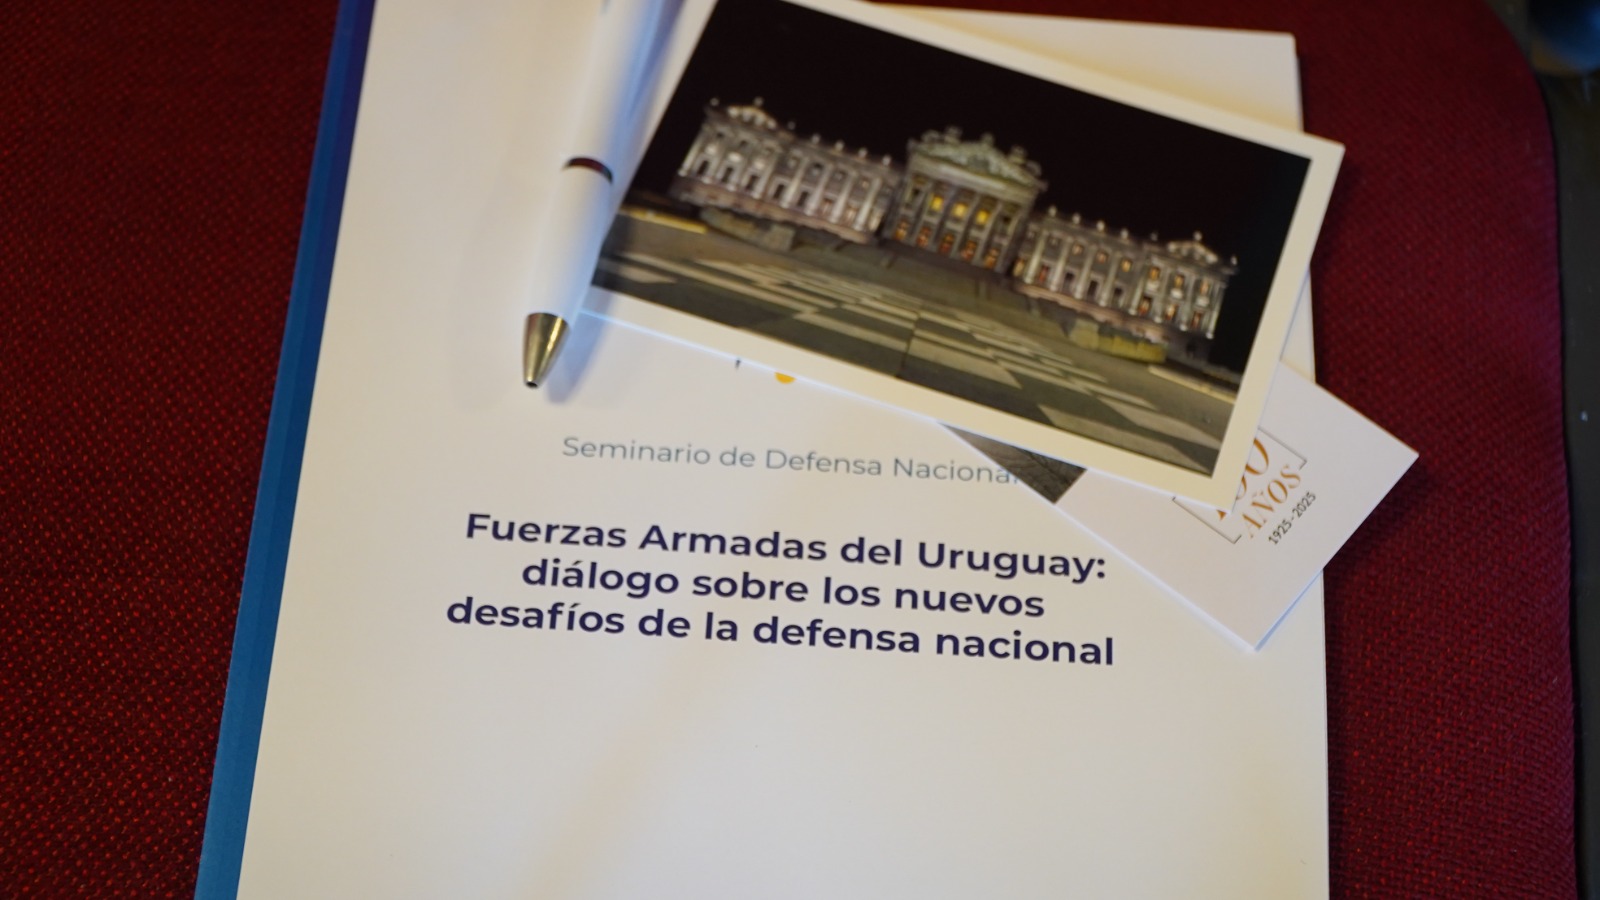 Seminario de Defensa Nacional
Fuerzas Armadas del Uruguay:
diálogo sobre los nuevos
desafíos de la defensa nacional
AÑOS
1925-2025